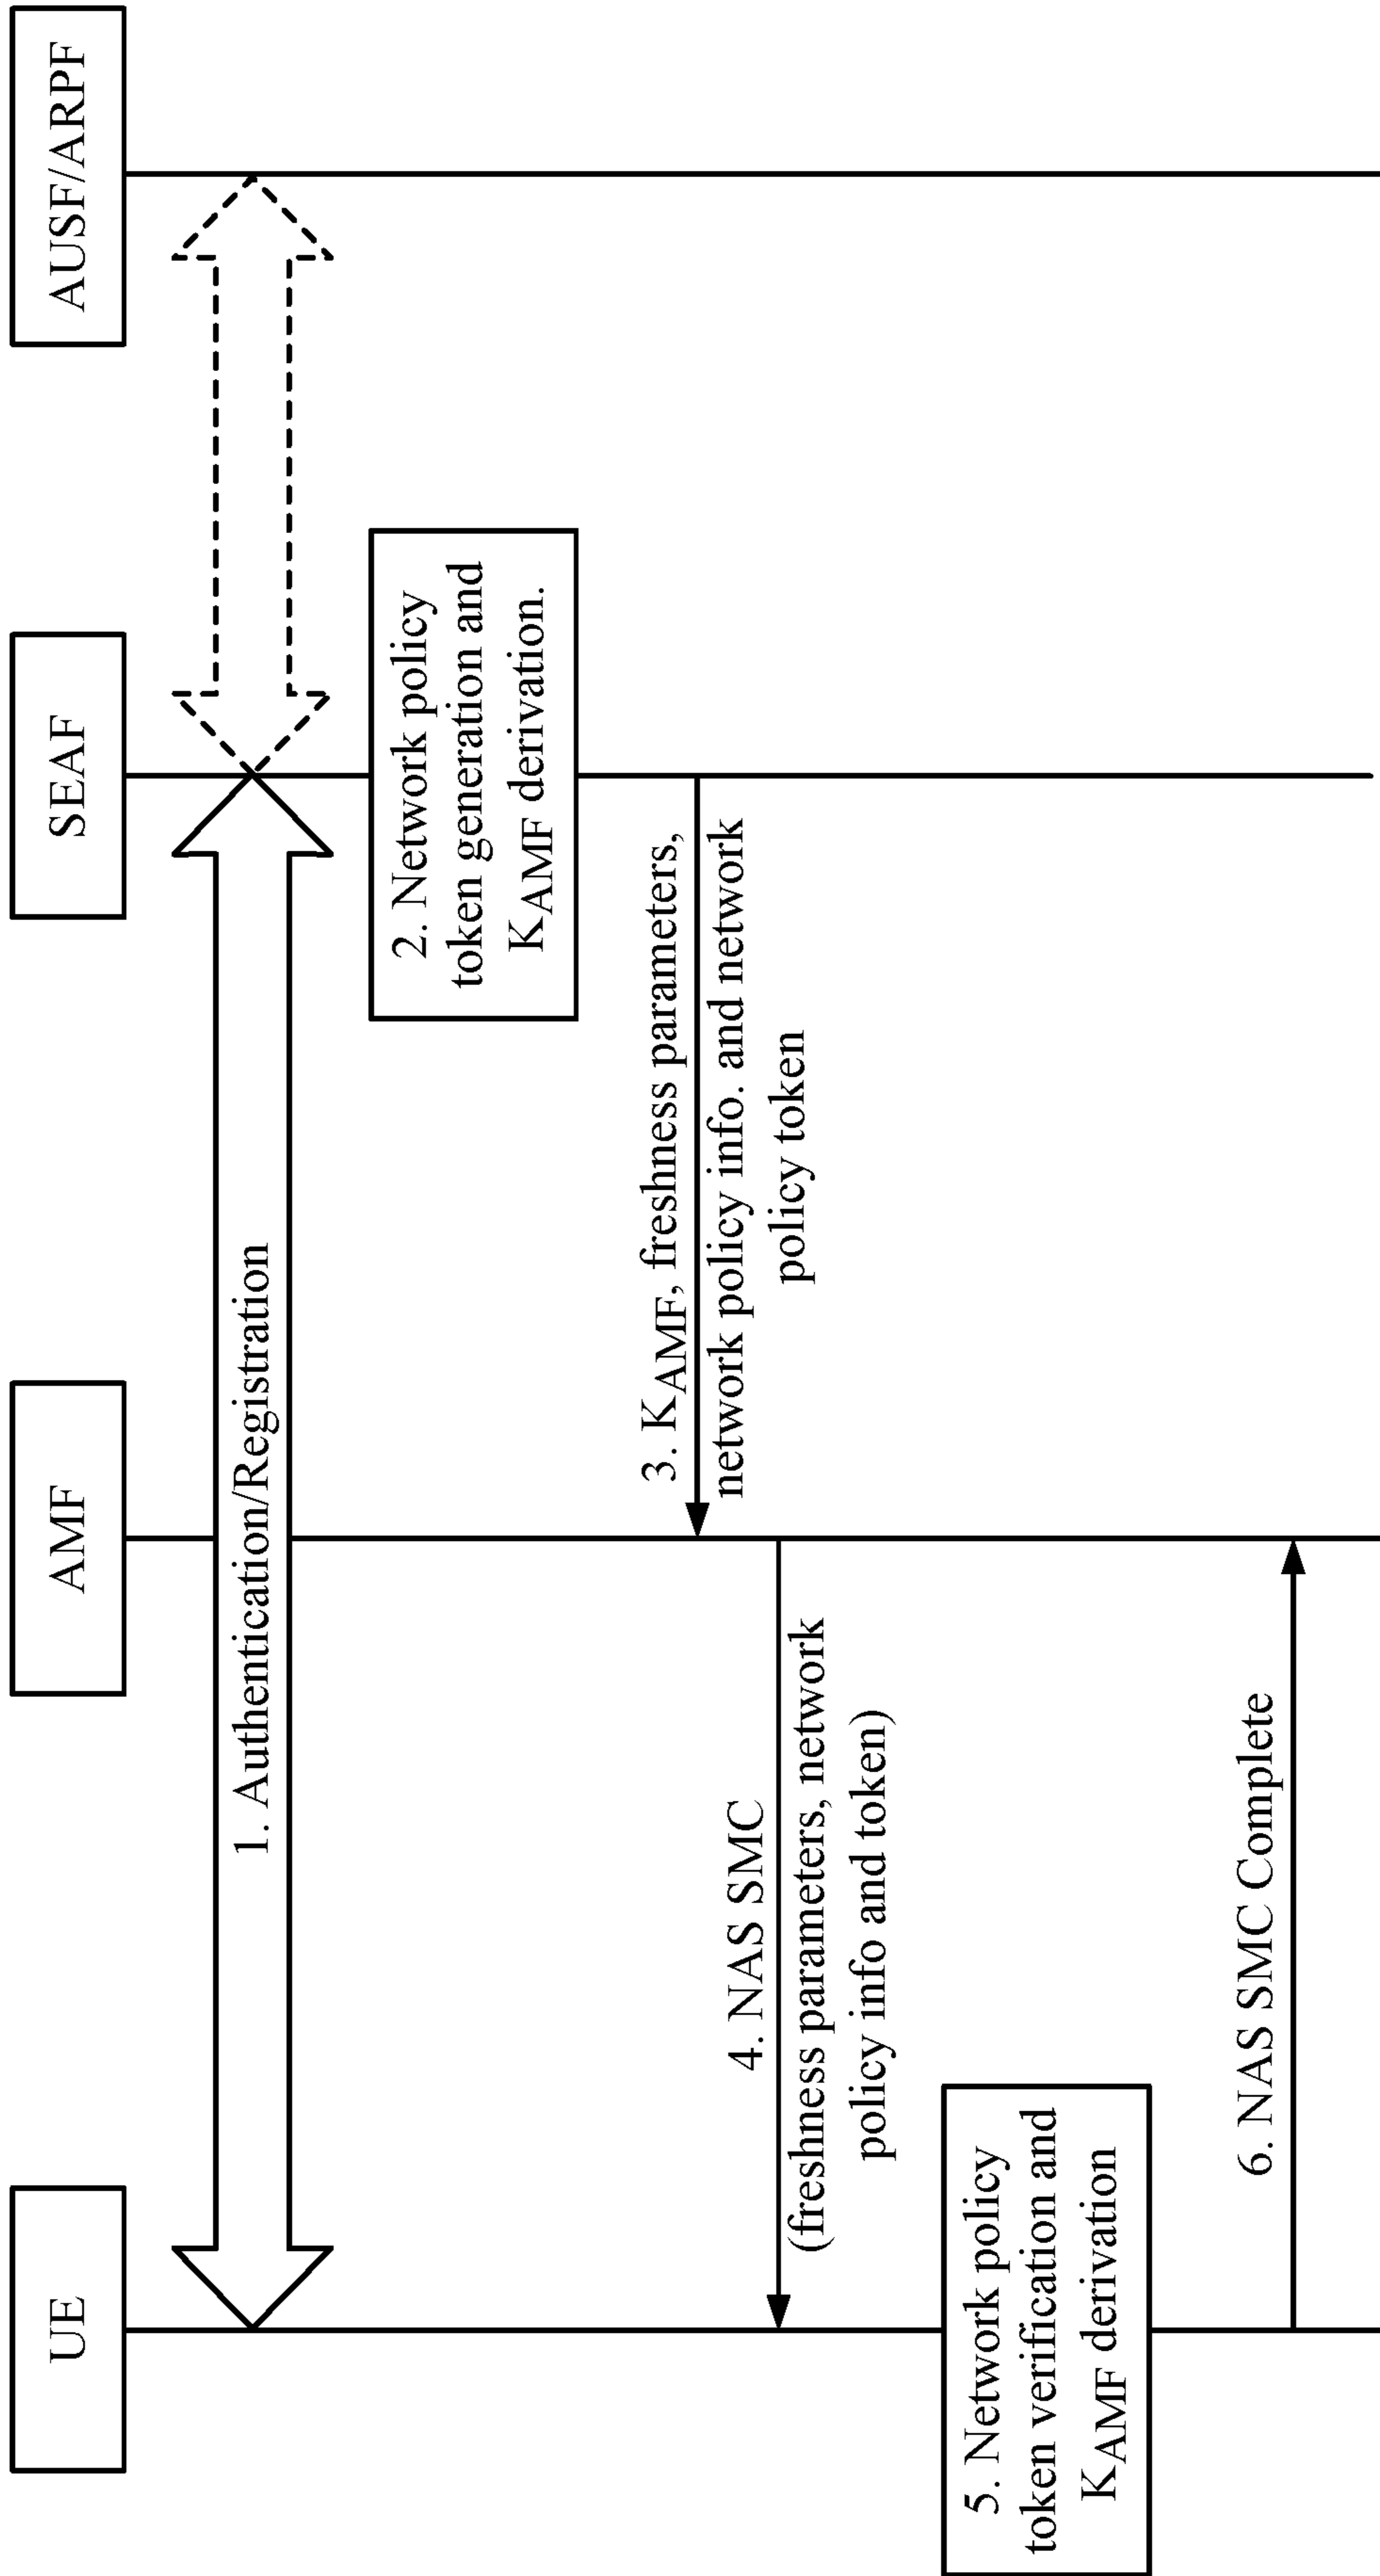 UE
AMF
SEAF
AUSF/ARPF
1. Authentication/Registration
2. Network policy
token generation and
KAMF derivation.
3. KAMF, freshness parameters,
network policy info. and network
policy token
4. NAS SMC
(freshness parameters, network
policy info and token)
5. Network policy
token verification and
KAMF derivation
6. NAS SMC Complete